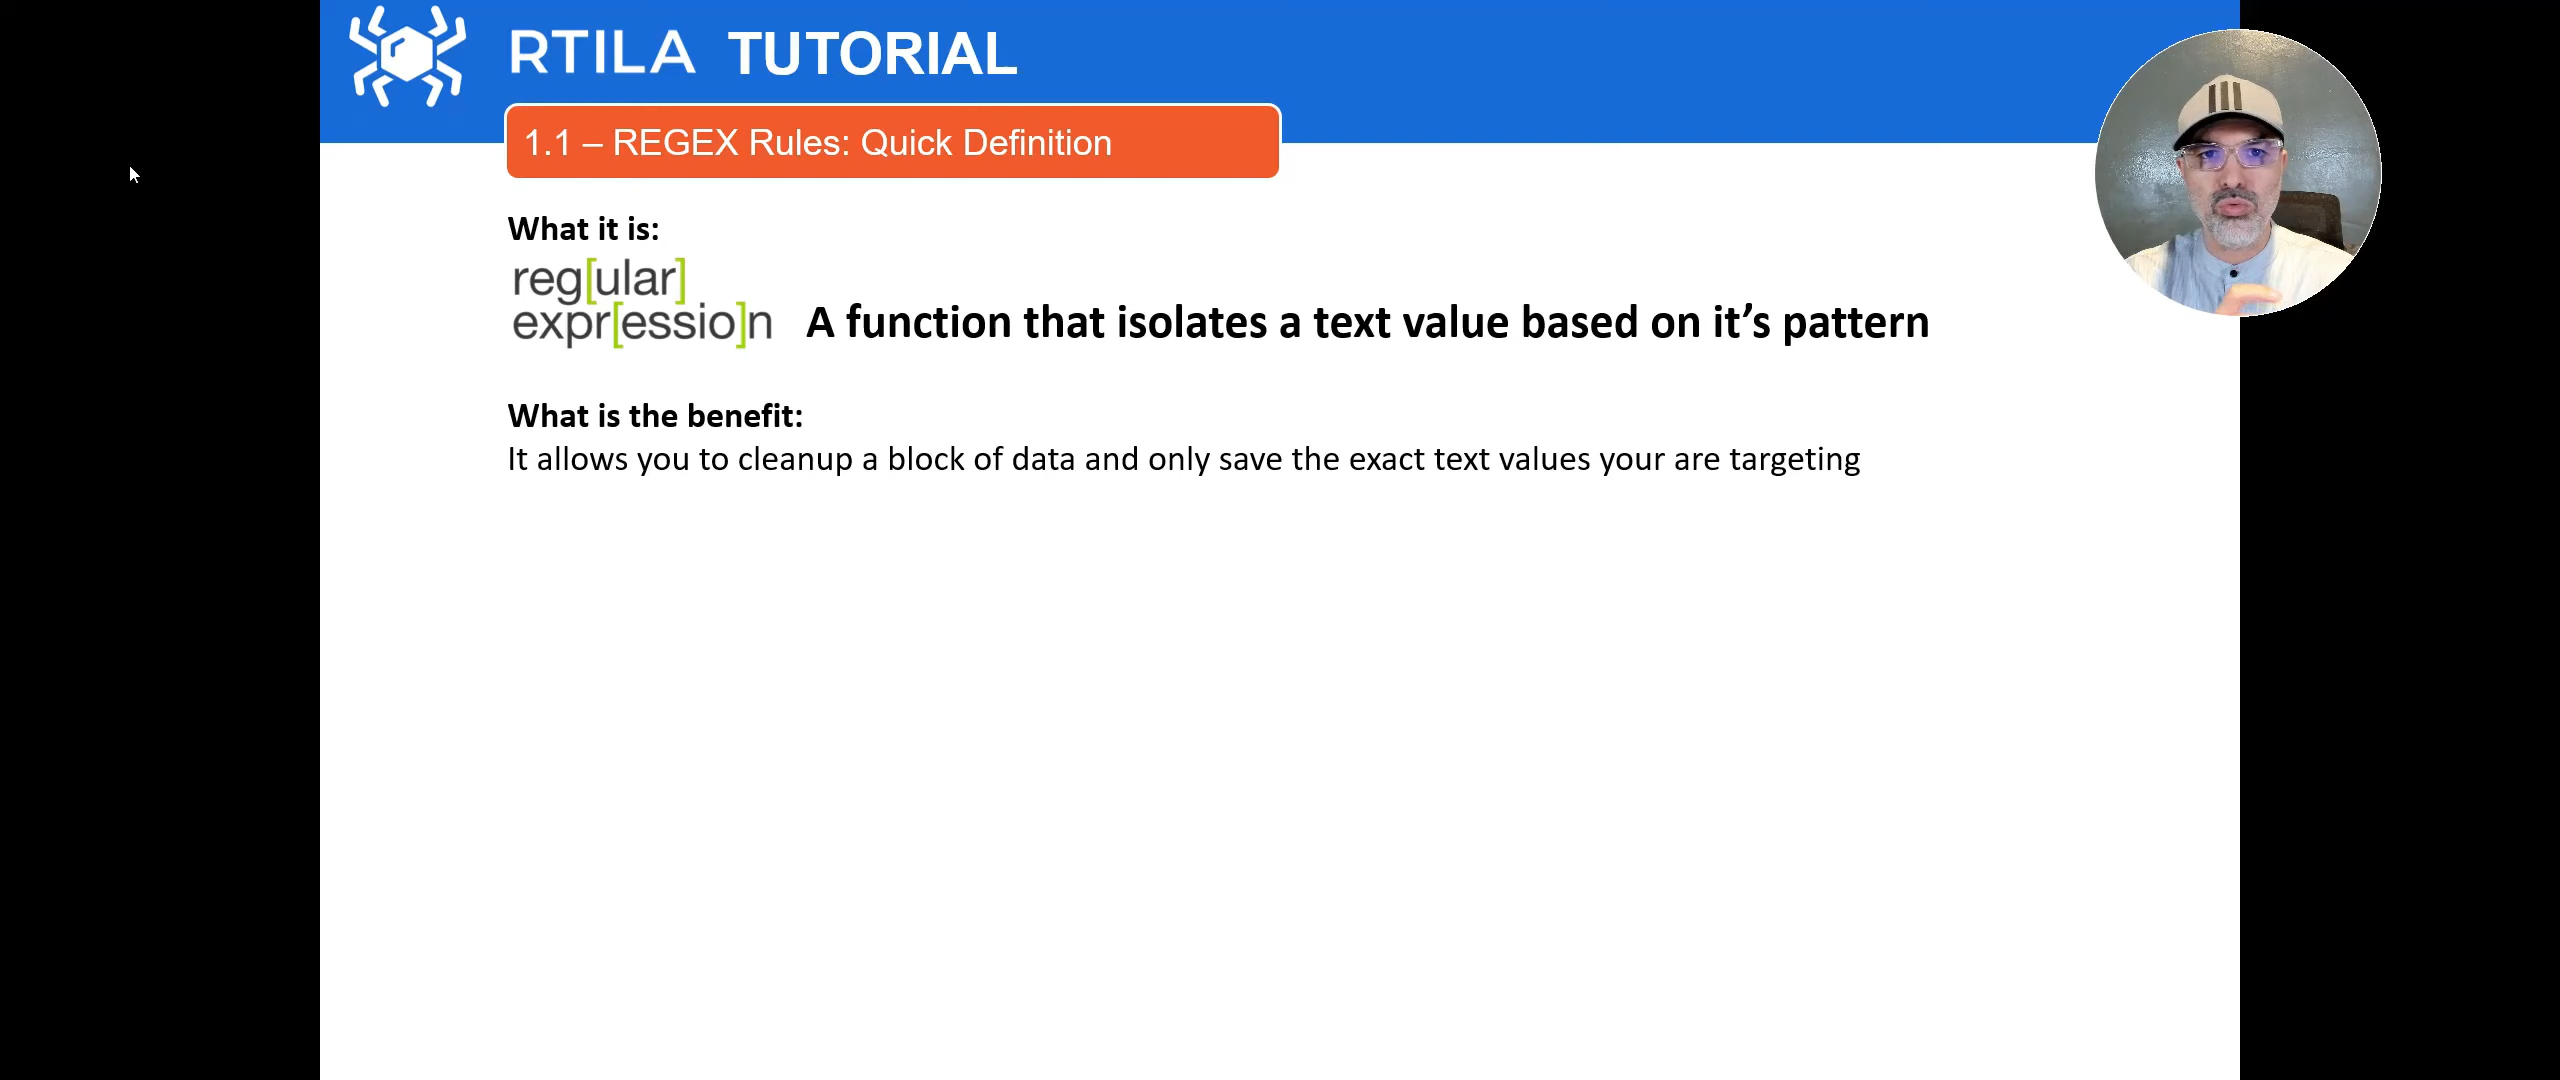 RTILA TUTORIAL
1.1 – REGEX Rules: Quick Definition
What it is:
reg[ular]
expr[essio]n
A function that isolates a text value based on it’s pattern
What is the benefit:
It allows you to cleanup a block of data and only save the exact text values your are targeting